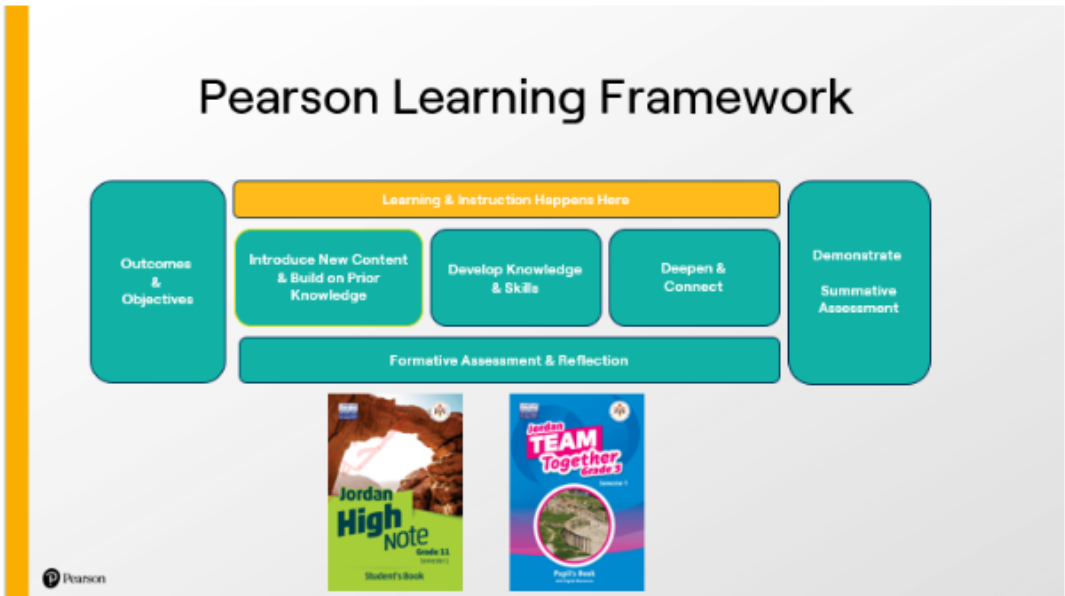 Pearson Learning Framework
Learning & Instruction Happens Here
Outcomes
&
Objectives
Introduce New Content
& Build on Prior
Knowledge
Develop Knowledge
& Skills
Deepen &
Connect
Demonstrate
Summative
Assessment
Formative Assessment & Reflection
Jordan
High
Note
Grade 11
Student's Book
Jordan
TEAM
Together
Grade 3
Semester 1
Pupil's Book
Pearson